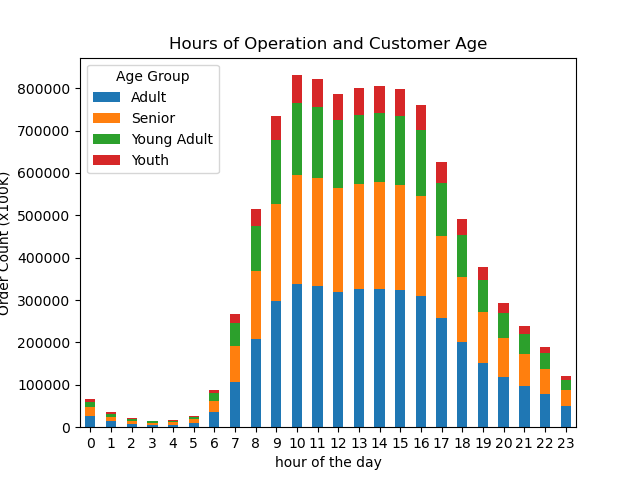 Hours of Operation and Customer Age
Age Group
Adult
Senior
Young Adult
Youth
800000
700000
600000
500000
400000
300000
200000
100000
0
Order Count (x100K)
0 1 2 3 4 5 6 7 8 9 10 11 12 13 14 15 16 17 18 19 20 21 22 23
hour of the day